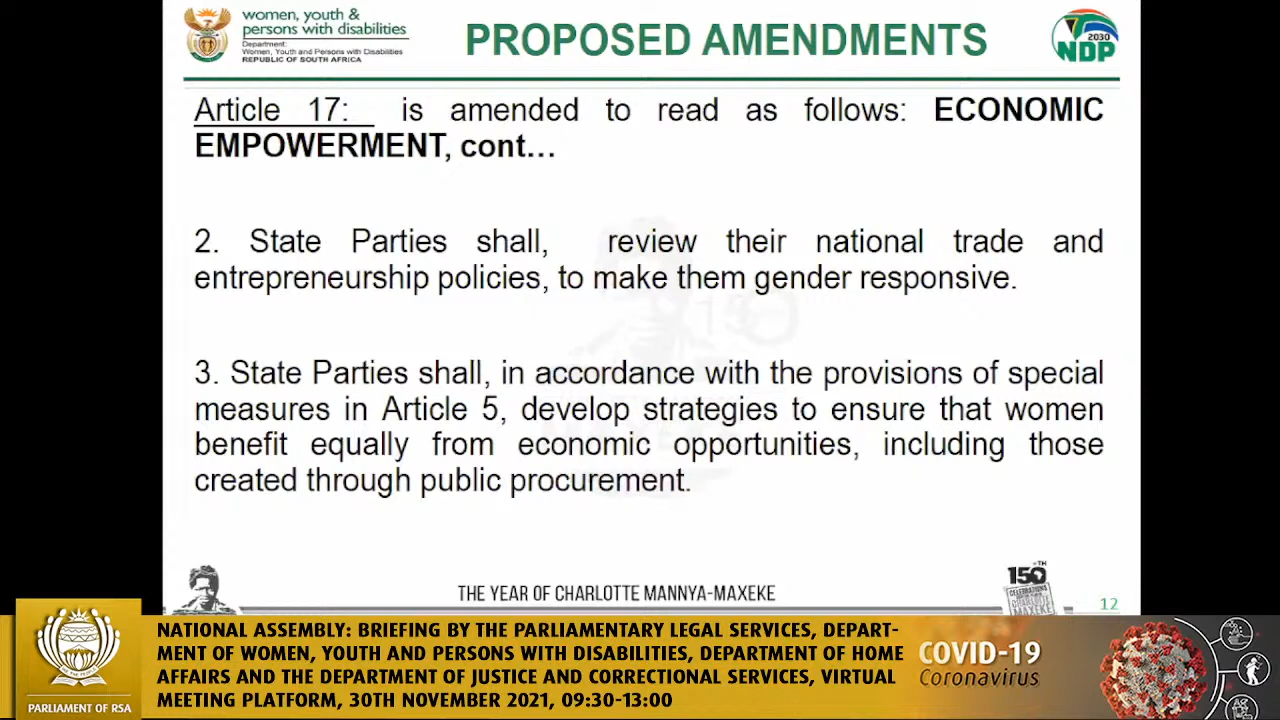 women, youth &
persons with disabilities
Department:
Women, Youth and Persons with Disabilities
REPUBLIC OF SOUTH AFRICA
PROPOSED AMENDMENTS
2030
NDP
Article 17: is amended to read as follows: ECONOMIC
EMPOWERMENT, cont...
2. State Parties shall, review their national trade and
entrepreneurship policies, to make them gender responsive.
3. State Parties shall, in accordance with the provisions of special
measures in Article 5, develop strategies to ensure that women
benefit equally from economic opportunities, including those
created through public procurement.
THE YEAR OF CHARLOTTE MANNYA-MAXEKE
150TH
CELEBRATIONS
12
PARLIAMENT OF RSA
NATIONAL ASSEMBLY: BRIEFING BY THE PARLIAMENTARY LEGAL SERVICES, DEPART-
MENT OF WOMEN, YOUTH AND PERSONS WITH DISABILITIES, DEPARTMENT OF HOME
AFFAIRS AND THE DEPARTMENT OF JUSTICE AND CORRECTIONAL SERVICES, VIRTUAL
MEETING PLATFORM, 30TH NOVEMBER 2021, 09:30-13:00
COVID-19
Coronavirus